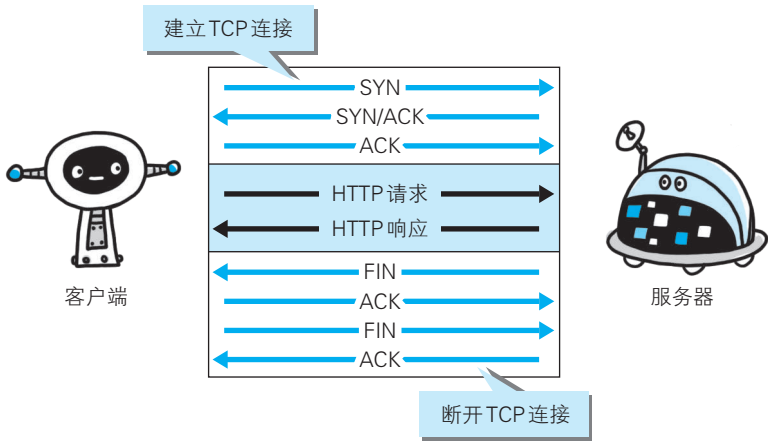 建立TCP连接
SYN
SYN/ACK
ACK
HTTP请求
HTTP响应
FIN
ACK
FIN
ACK
客户端
服务器
断开TCP连接